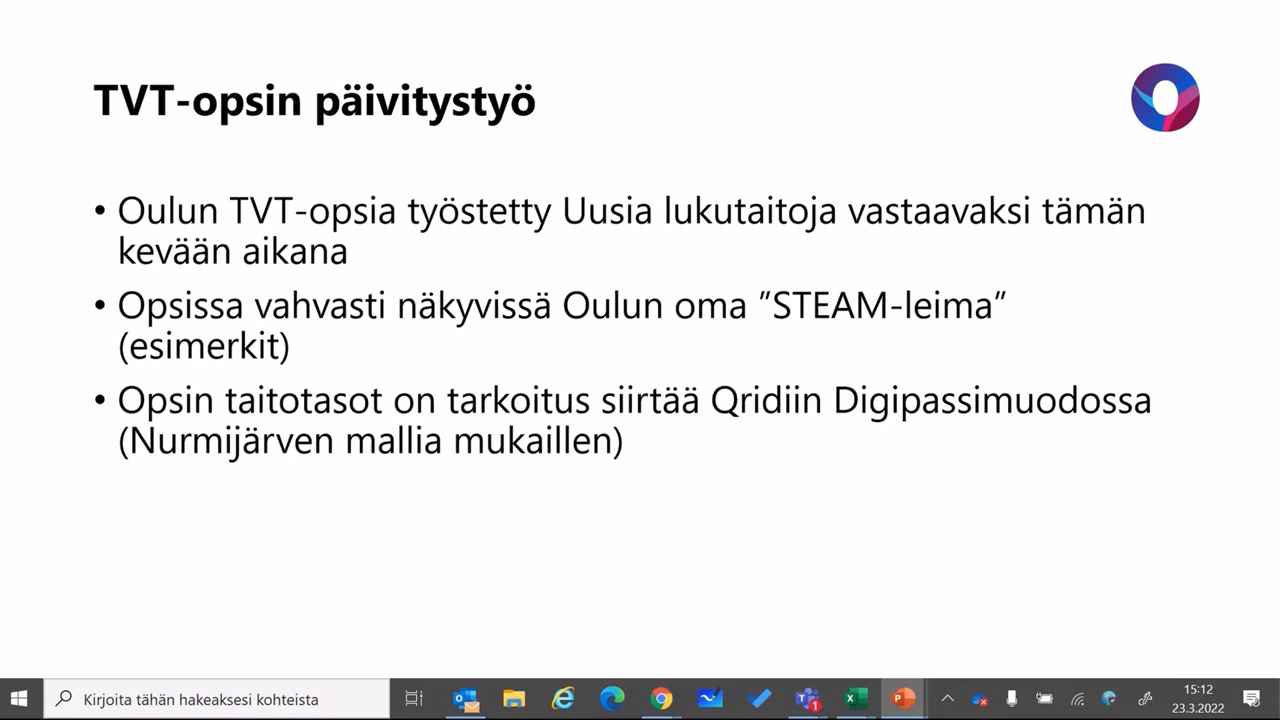 TVT-opsin päivitystyö
• Oulun TVT-opsia työstetty Uusia lukutaitoja vastaavaksi tämän
kevään aikana
• Opsissa vahvasti näkyvissä Oulun oma ”STEAM-leima”
(esimerkit)
• Opsin taitotasot on tarkoitus siirtää Qridiin Digipassimuodossa
(Nurmijärven mallia mukaillen)
Kirjoita tähän hakeaksesi kohteista
15:12
23.3.2022